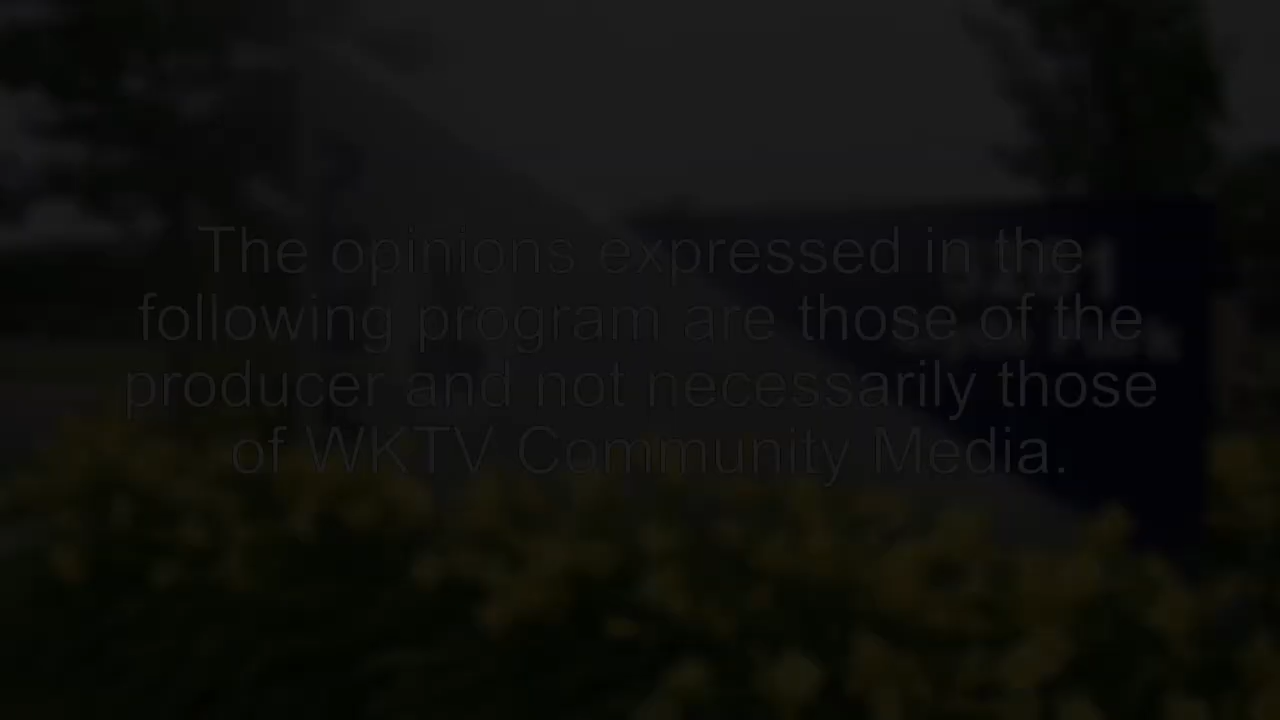 The opinions expressed in the
following program are those of the
producer and not necessarily those
of WKTV Community Media.